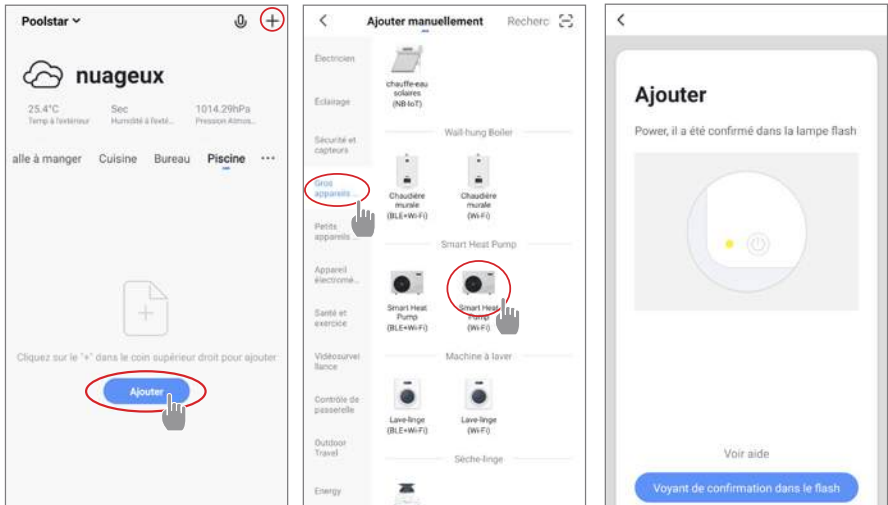 Poolstar
nuageux
25.4°C Sec 1014.29hPa
Temp à l'extérieur Humidité à l'exté... Pression Atmos...
alle à manger Cuisine Bureau Piscine ...
Cliquez sur le "+" dans le coin supérieur droit pour ajouter
Ajouter
Ajouter manuellement Recherc
Électricien
Éclairage
Sécurité et
capteurs
Gros
appareils ...
Petits
appareils ...
Appareil
électromé...
Santé et
exercice
Vidéosurvei
llance
Contrôle de
passerelle
Outdoor
Travel
Energy
chauffe-eau
solaires
(NB-IoT)
Wall-hung Boiler
Chaudière
murale
(BLE+Wi-Fi)
Chaudière
murale
(Wi-Fi)
Smart Heat Pump
Smart Heat
Pump
(BLE+Wi-Fi)
Smart Heat
Pump
(Wi-Fi)
Machine à laver
Lave-linge
(BLE+Wi-Fi)
Lave-linge
(Wi-Fi)
Sèche-linge
Ajouter
Power, il a été confirmé dans la lampe flash
Voir aide
Voyant de confirmation dans le flash